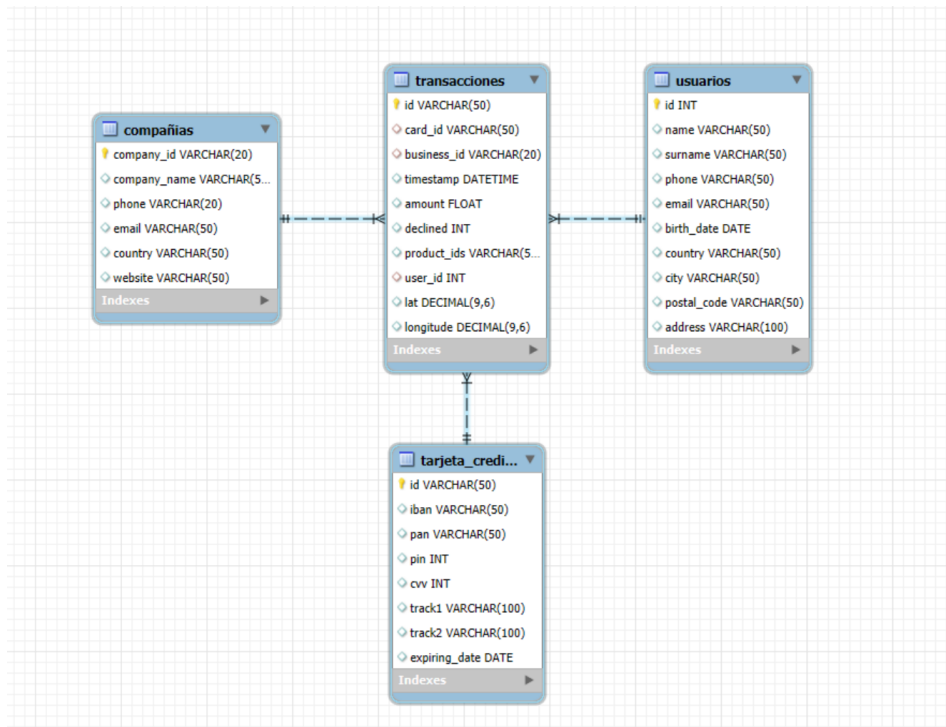 compañias
company_id VARCHAR(20)
company_name VARCHAR(5...
phone VARCHAR(20)
email VARCHAR(50)
country VARCHAR(50)
website VARCHAR(50)
Indexes
transacciones
id VARCHAR(50)
card_id VARCHAR(50)
business_id VARCHAR(20)
timestamp DATETIME
amount FLOAT
declined INT
product_ids VARCHAR(5...
user_id INT
lat DECIMAL(9,6)
longitude DECIMAL(9,6)
Indexes
usuarios
id INT
name VARCHAR(50)
surname VARCHAR(50)
phone VARCHAR(50)
email VARCHAR(50)
birth_date DATE
country VARCHAR(50)
city VARCHAR(50)
postal_code VARCHAR(50)
address VARCHAR(100)
Indexes
tarjeta_credi...
id VARCHAR(50)
iban VARCHAR(50)
pan VARCHAR(50)
pin INT
cvv INT
track1 VARCHAR(100)
track2 VARCHAR(100)
expiring_date DATE
Indexes